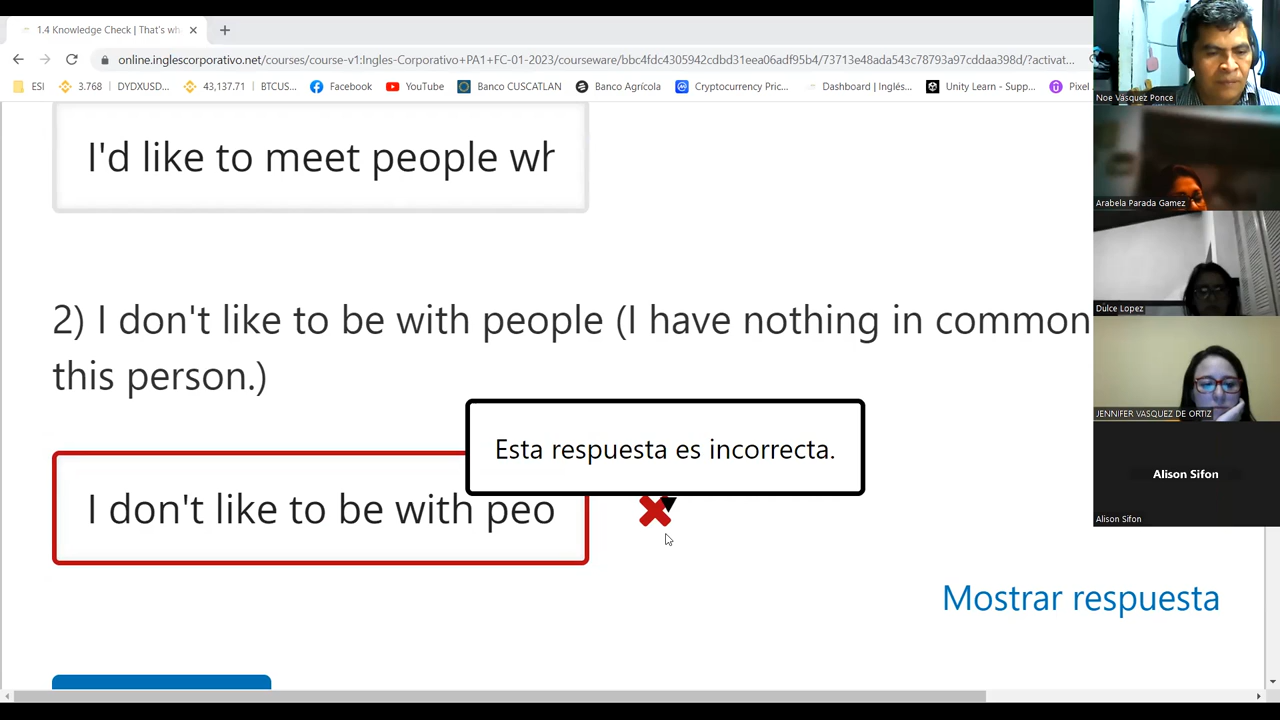 1.4 Knowledge Check | That's wh
online.inglescorporativo.net/courses/course-v1:Ingles-Corporativo+PA1+FC-01-2023/courseware/bbc4fdc4305942cdbd31eea06adf95b4/73713e48ada543c78793a97cddaa398d/?activat...
ESI 3.768 DYDXUSD... 43,137.71 BTCUS... Facebook YouTube Banco CUSCATLAN Banco Agrícola Cryptocurrency Pric... Dashboard | Inglés... Unity Learn - Supp... Pixel
Noe Vásquez Ponce
I'd like to meet people wh
Arabela Parada Gamez
Dulce Lopez
2) I don't like to be with people (I have nothing in common
this person.)
JENNIFER VASQUEZ DE ORTIZ
Esta respuesta es incorrecta.
Alison Sifon
I don't like to be with peo
Alison Sifon
Mostrar respuesta